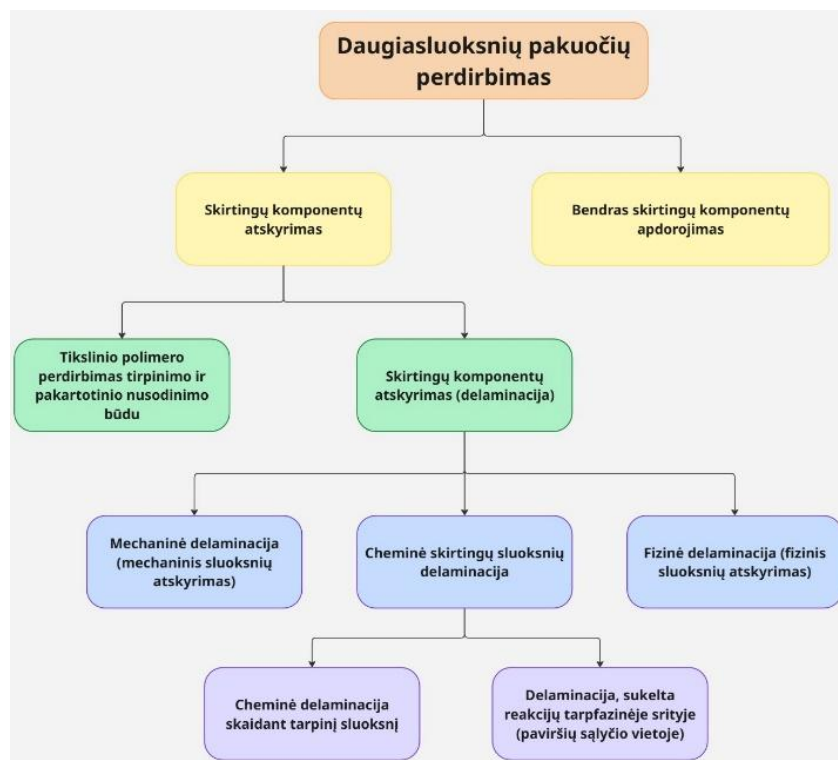 Daugiasluoksnių pakuočių
perdirbimas
Skirtingų komponentų
atskyrimas
Bendras skirtingų komponentų
apdorojimas
Tikslinio polimero
perdirbimas tirpinimo ir
pakartotinio nusodinimo
būdu
Skirtingų komponentų
atskyrimas (delaminacija)
Mechaninė delaminacija
(mechaninis sluoksnių
atskyrimas)
Cheminė skirtingų sluoksnių
delaminacija
Fizinė delaminacija (fizinis
sluoksnių atskyrimas)
Cheminė delaminacija
skaidant tarpinį sluoksnį
Delaminacija, sukelta
reakcijų tarpfazinėje srityje
(paviršių sąlyčio vietoje)